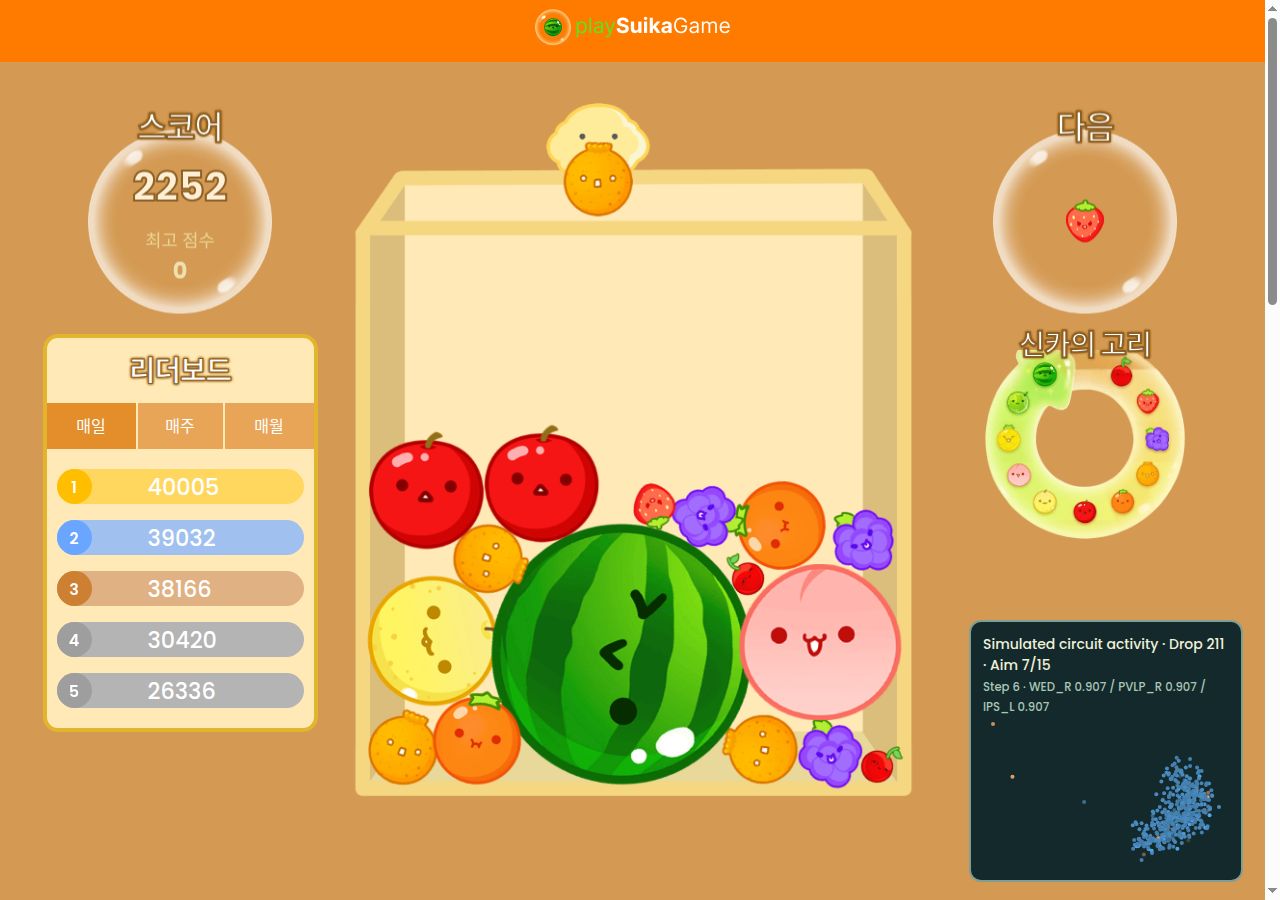 playSuikaGame
스코어
2252
최고 점수
0
다음
리더보드
매일 매주 매월
1 40005
2 39032
3 38166
4 30420
5 26336
신카의 고리
Simulated circuit activity · Drop 211
· Aim 7/15
Step 6 · WED_R 0.907 / PVLP_R 0.907 /
IPS_L 0.907